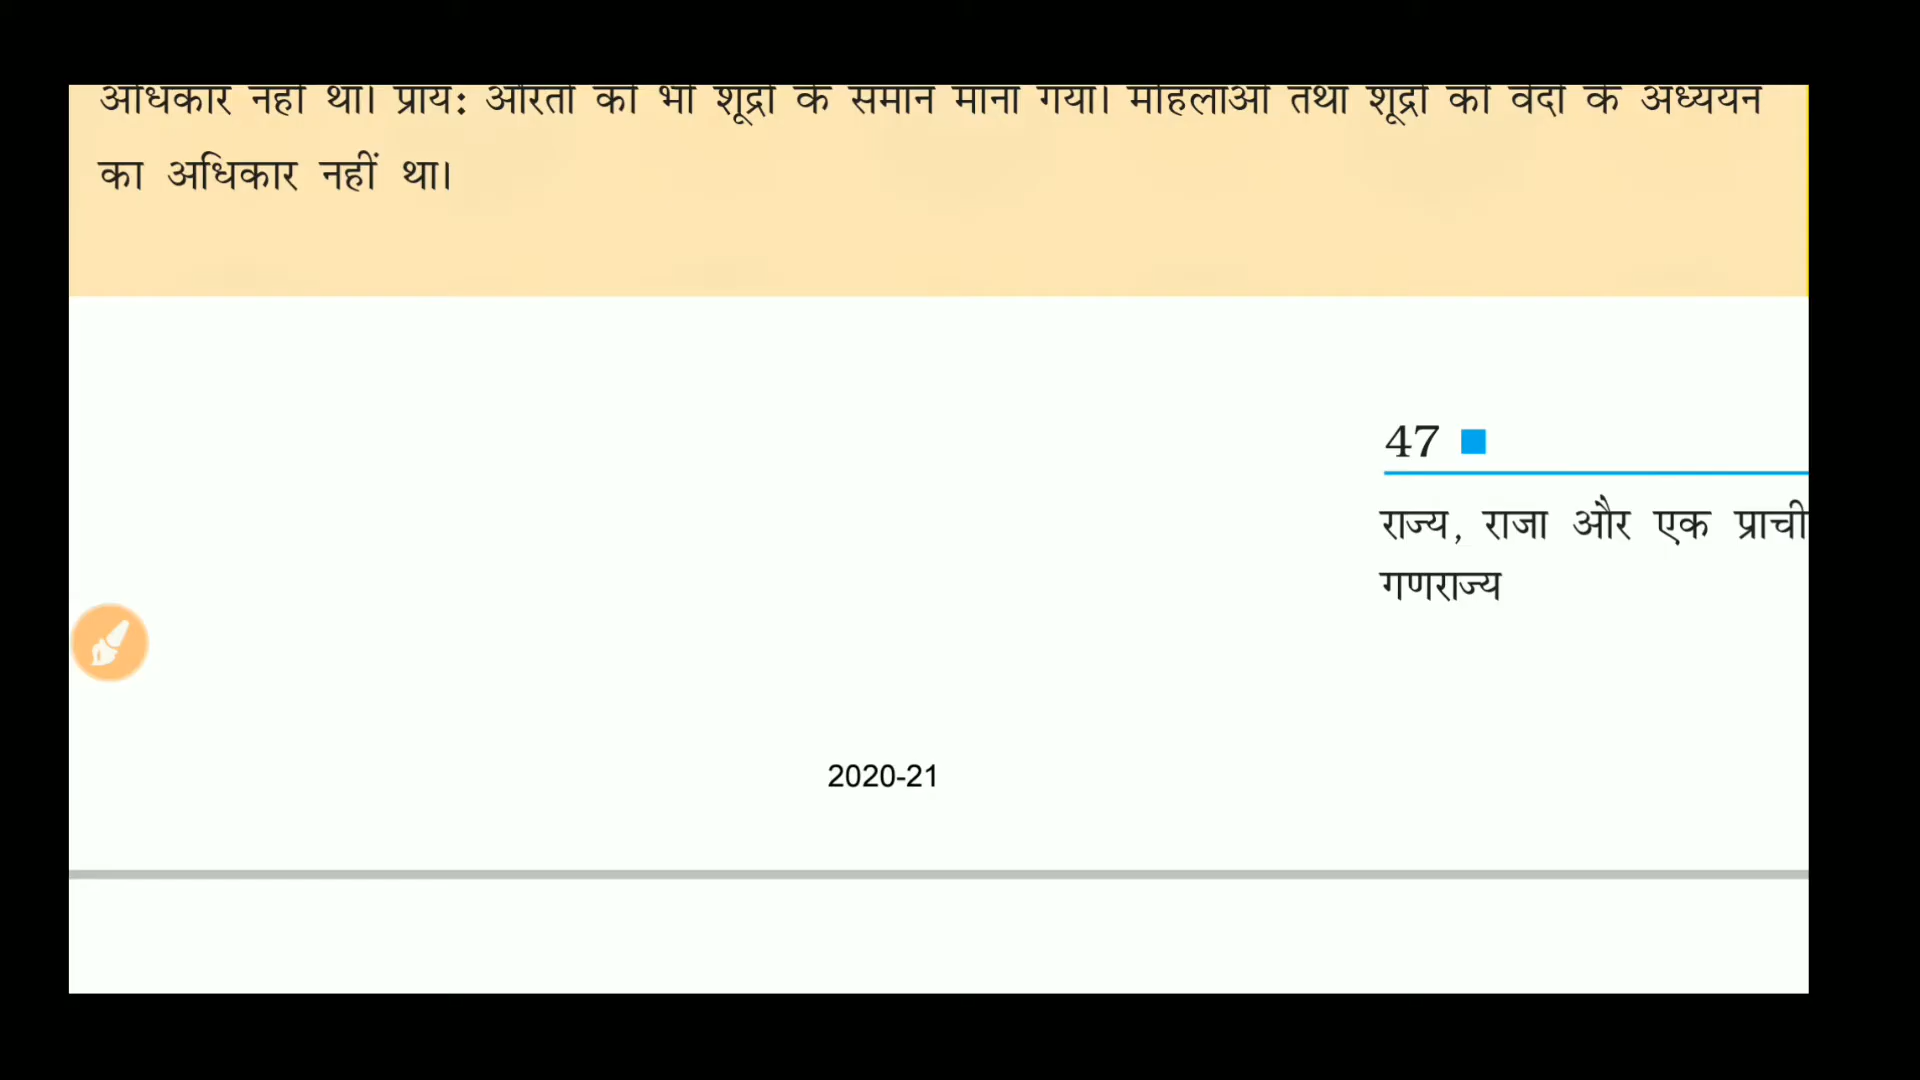 अधिकार नहीं था। प्राय: औरतों को भी शूद्रों के समान माना गया। महिलाओं तथा शूद्रों को वेदों के अध्ययन
का अधिकार नहीं था।
47
राज्य, राजा और एक प्राची
गणराज्य
2020-21